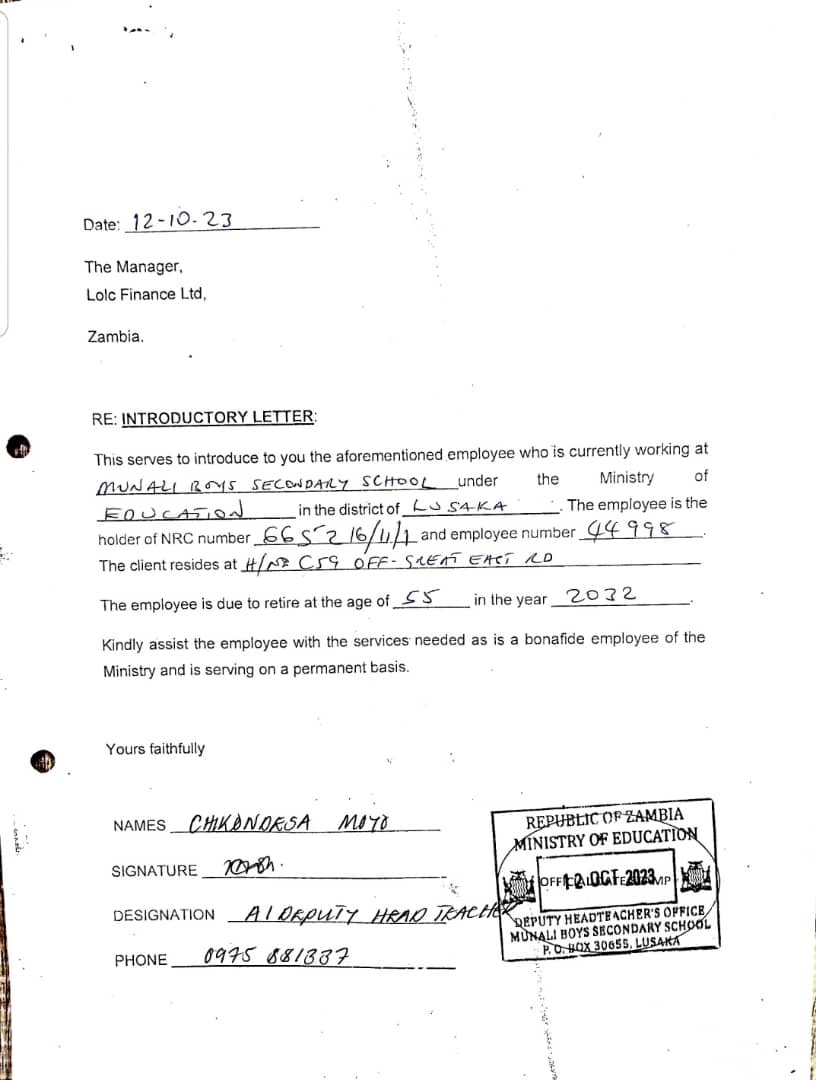 Date: 12-10-23
The Manager,
Lolc Finance Ltd,
Zambia.
RE: INTRODUCTORY LETTER:
This serves to introduce to you the aforementioned employee who is currently working at
MUNALI BOYS SECONDARY SCHOOL under the Ministry of
EDUCATION in the district of LUSAKA. The employee is the
holder of NRC number 665216/11/1 and employee number 44998.
The client resides at H/NO C59 OFF- GREAT EAST RD
The employee is due to retire at the age of 55 in the year 2032.
Kindly assist the employee with the services needed as is a bonafide employee of the
Ministry and is serving on a permanent basis.
Yours faithfully
NAMES CHIKONDESA MOYO
SIGNATURE
DESIGNATION A/DEPUTY HEAD TEACHER
PHONE 0975 881337
REPUBLIC OF ZAMBIA
MINISTRY OF EDUCATION
12 OCT 2023
DEPUTY HEADTEACHER'S OFFICE
MUNALI BOYS SECONDARY SCHOOL
P. O. BOX 30655, LUSAKA